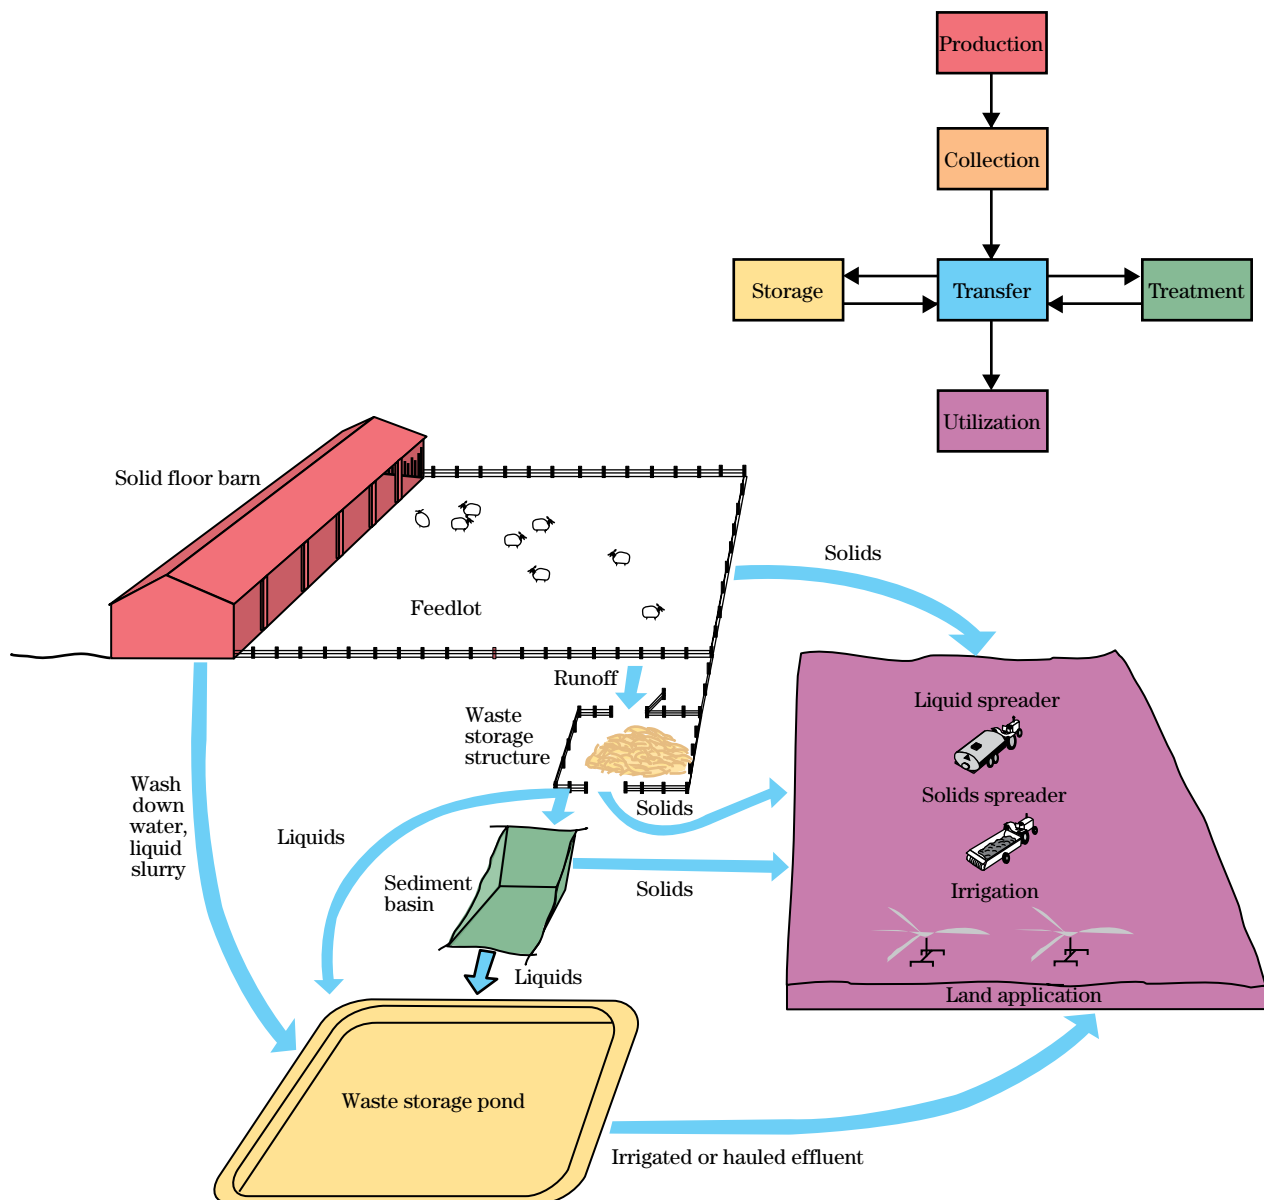 Production
Collection
Storage
Transfer
Treatment
Utilization
Solid floor barn
Solids
Feedlot
Runoff
Liquid spreader
Waste
storage
structure
Wash
down
water,
liquid
slurry
Solids spreader
Solids
Liquids
Sediment
basin
Solids
Irrigation
Liquids
Land application
Waste storage pond
Irrigated or hauled effluent